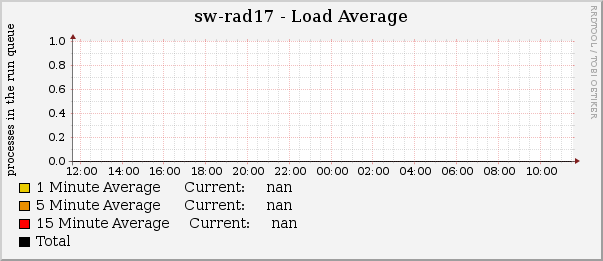 sw-rad17 - Load Average
RRDTOOL / TOBI OETIKER
processes in the run queue
1.0
0.8
0.6
0.4
0.2
0.0
12:00 14:00 16:00 18:00 20:00 22:00 00:00 02:00 04:00 06:00 08:00 10:00
1 Minute Average Current: nan
5 Minute Average Current: nan
15 Minute Average Current: nan
Total